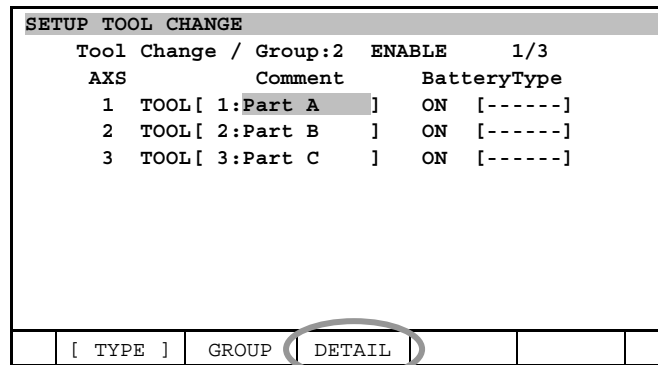 SETUP TOOL CHANGE
Tool Change / Group:2 ENABLE 1/3
AXS Comment BatteryType
1 TOOL[ 1:Part A ] ON [------]
2 TOOL[ 2:Part B ] ON [------]
3 TOOL[ 3:Part C ] ON [------]
[ TYPE ] GROUP DETAIL